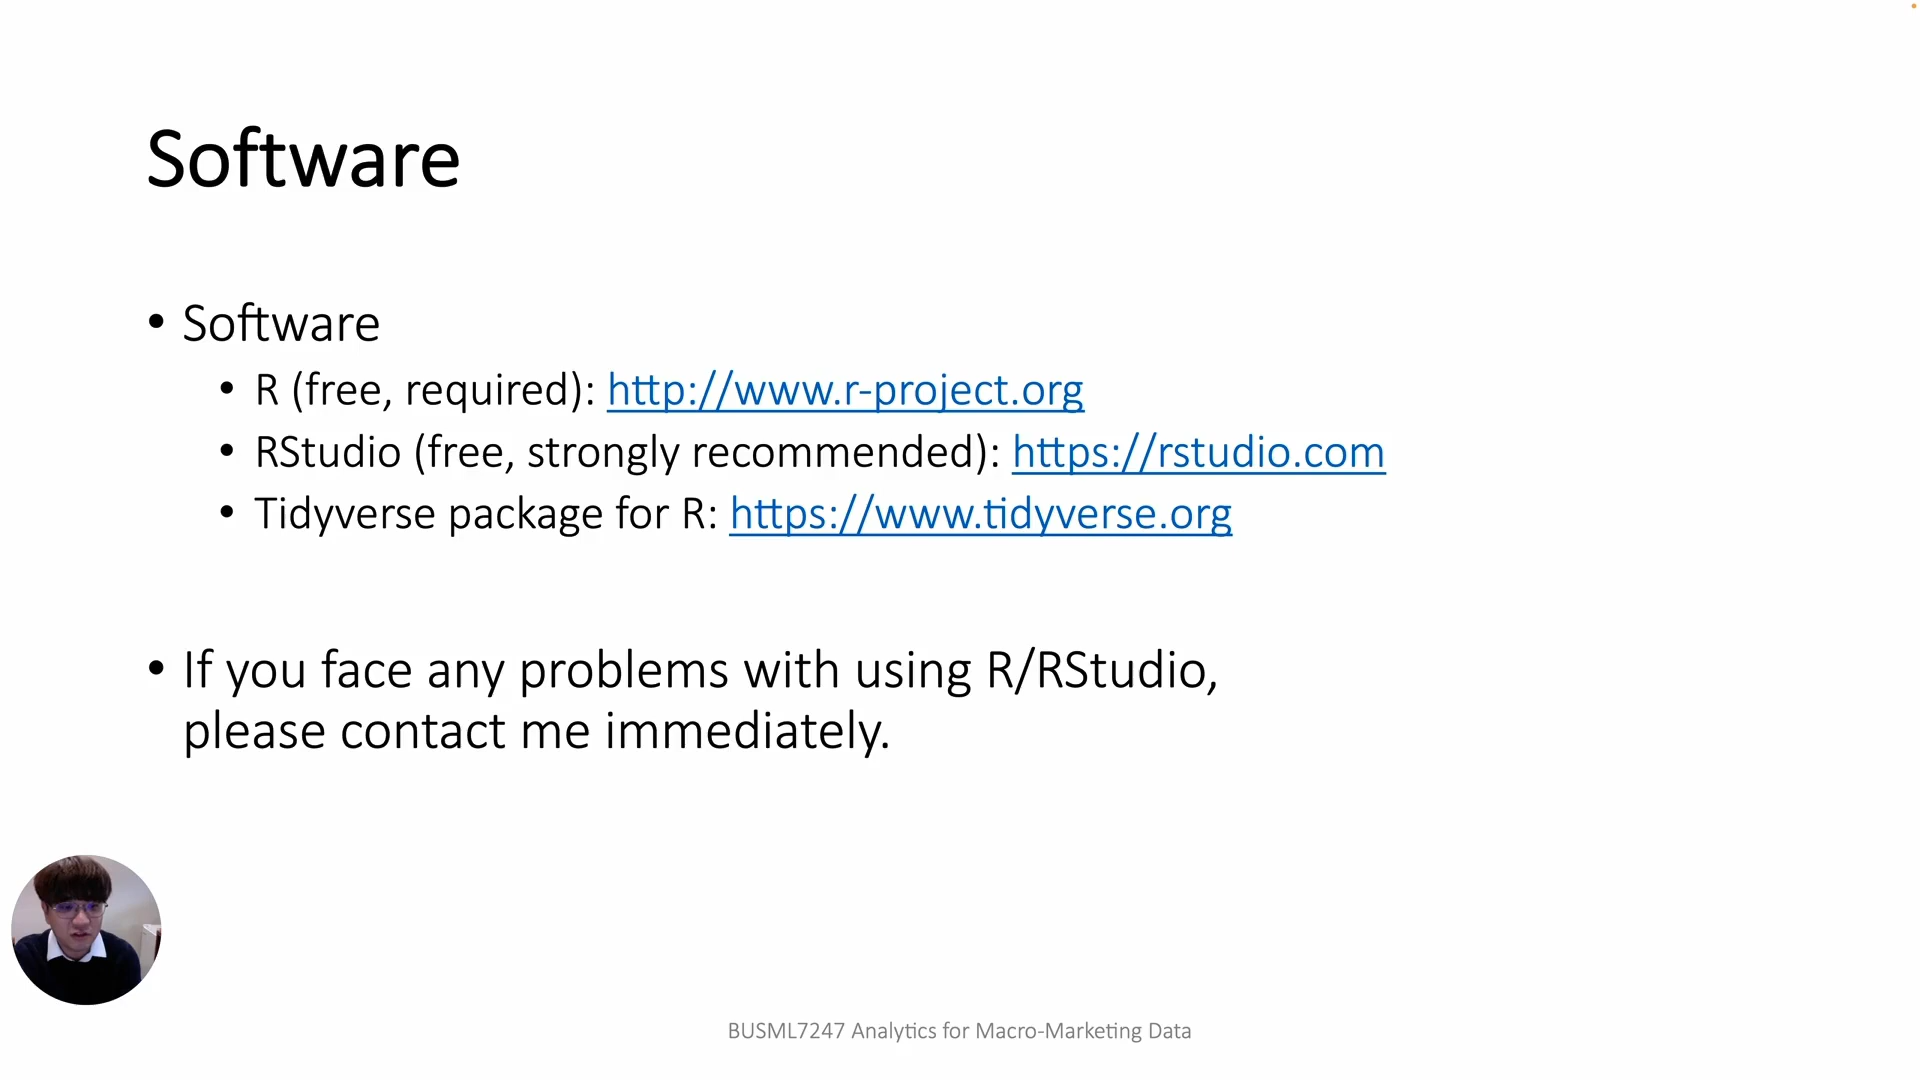 Software
• Software
• R (free, required): http://www.r-project.org
• RStudio (free, strongly recommended): https://rstudio.com
• Tidyverse package for R: https://www.tidyverse.org
• If you face any problems with using R/RStudio,
please contact me immediately.
BUSML7247 Analytics for Macro-Marketing Data